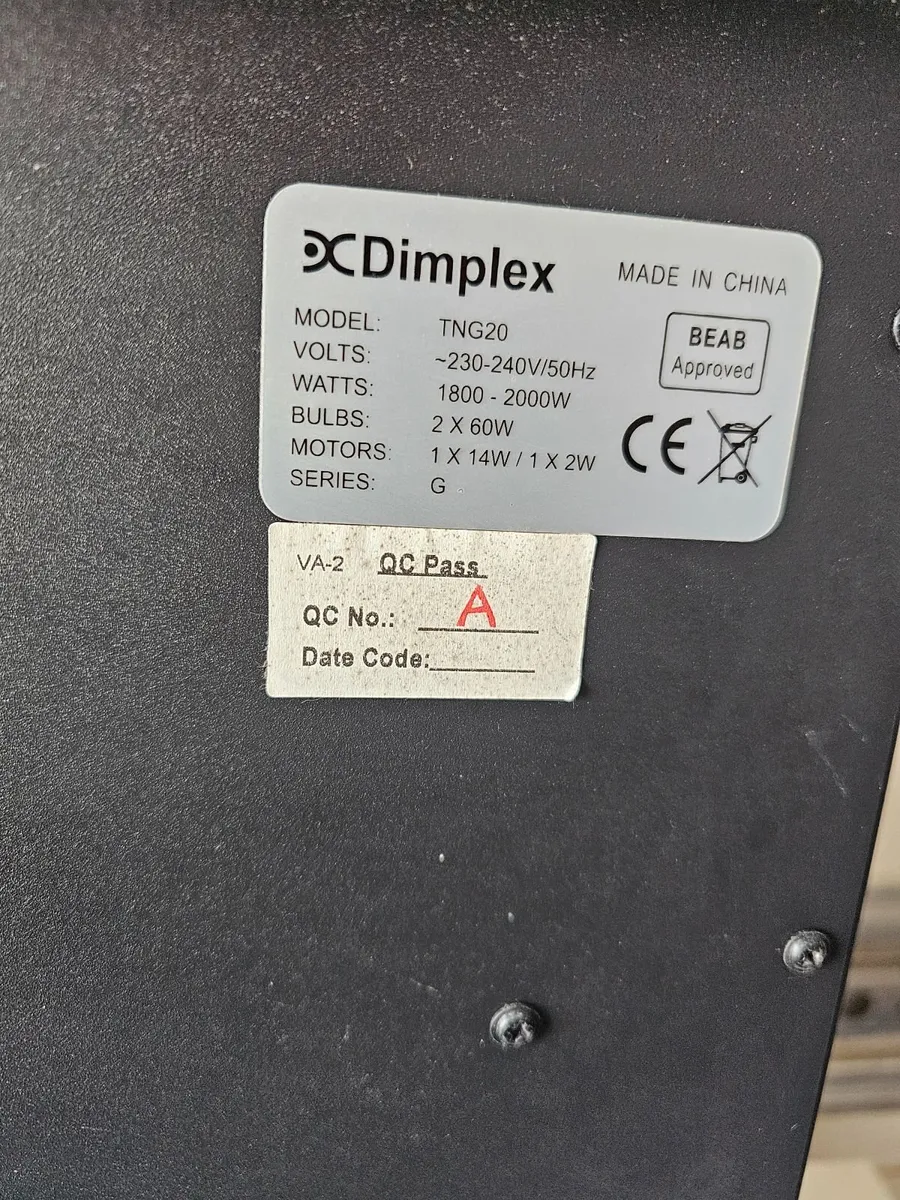 Dimplex MADE IN CHINA
MODEL: TNG20
VOLTS: ~230-240V/50Hz
WATTS: 1800 - 2000W
BULBS: 2 X 60W
MOTORS: 1 X 14W / 1 X 2W
SERIES: G
BEAB
Approved
CE
VA-2 QC Pass
QC No.: A
Date Code: